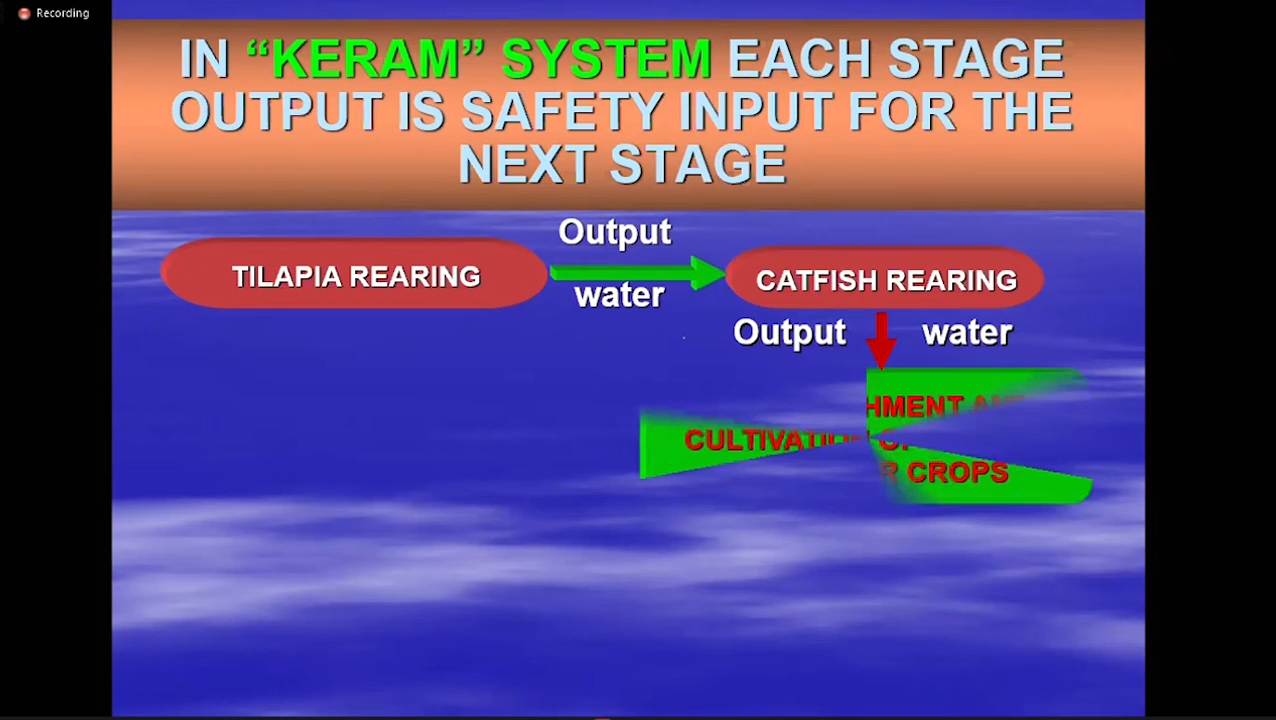 Recording
IN “KERAM” SYSTEM EACH STAGE
OUTPUT IS SAFETY INPUT FOR THE
NEXT STAGE
Output
TILAPIA REARING
CATFISH REARING
water
Output water
CULTIVATION
CROPS